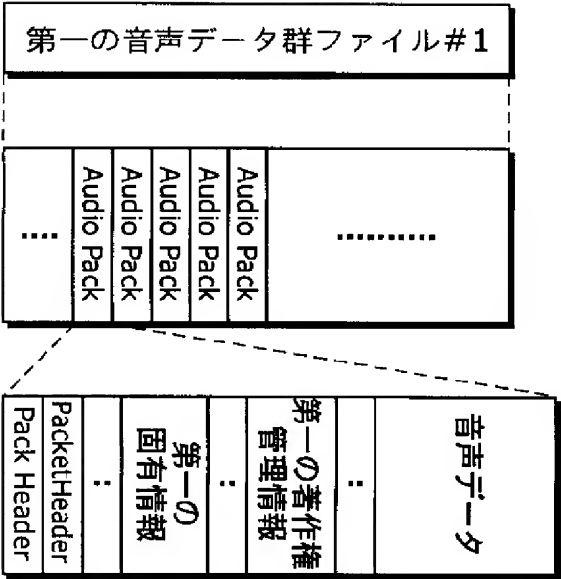 第一の音声データ群ファイル#1
....
Audio Pack
Audio Pack
Audio Pack
Audio Pack
Audio Pack
..........
Pack Header
PacketHeader
:
第一の
固有情報
:
第一の著作権
管理情報
:
音声データ